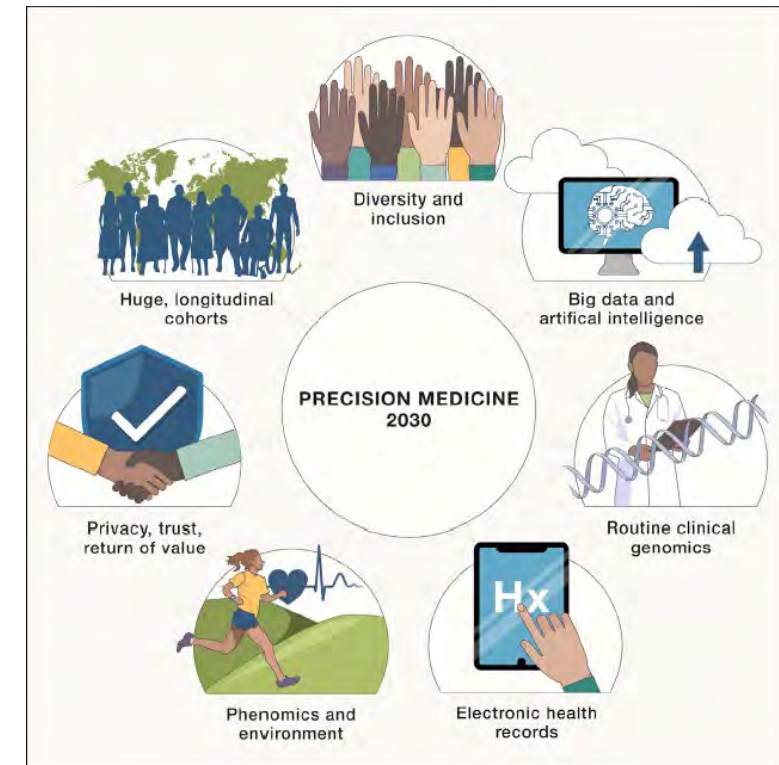 Diversity and
inclusion
Huge, longitudinal
cohorts
Big data and
artifical intelligence
PRECISION MEDICINE
2030
Privacy, trust,
return of value
Routine clinical
genomics
Hx
Phenomics and
environment
Electronic health
records